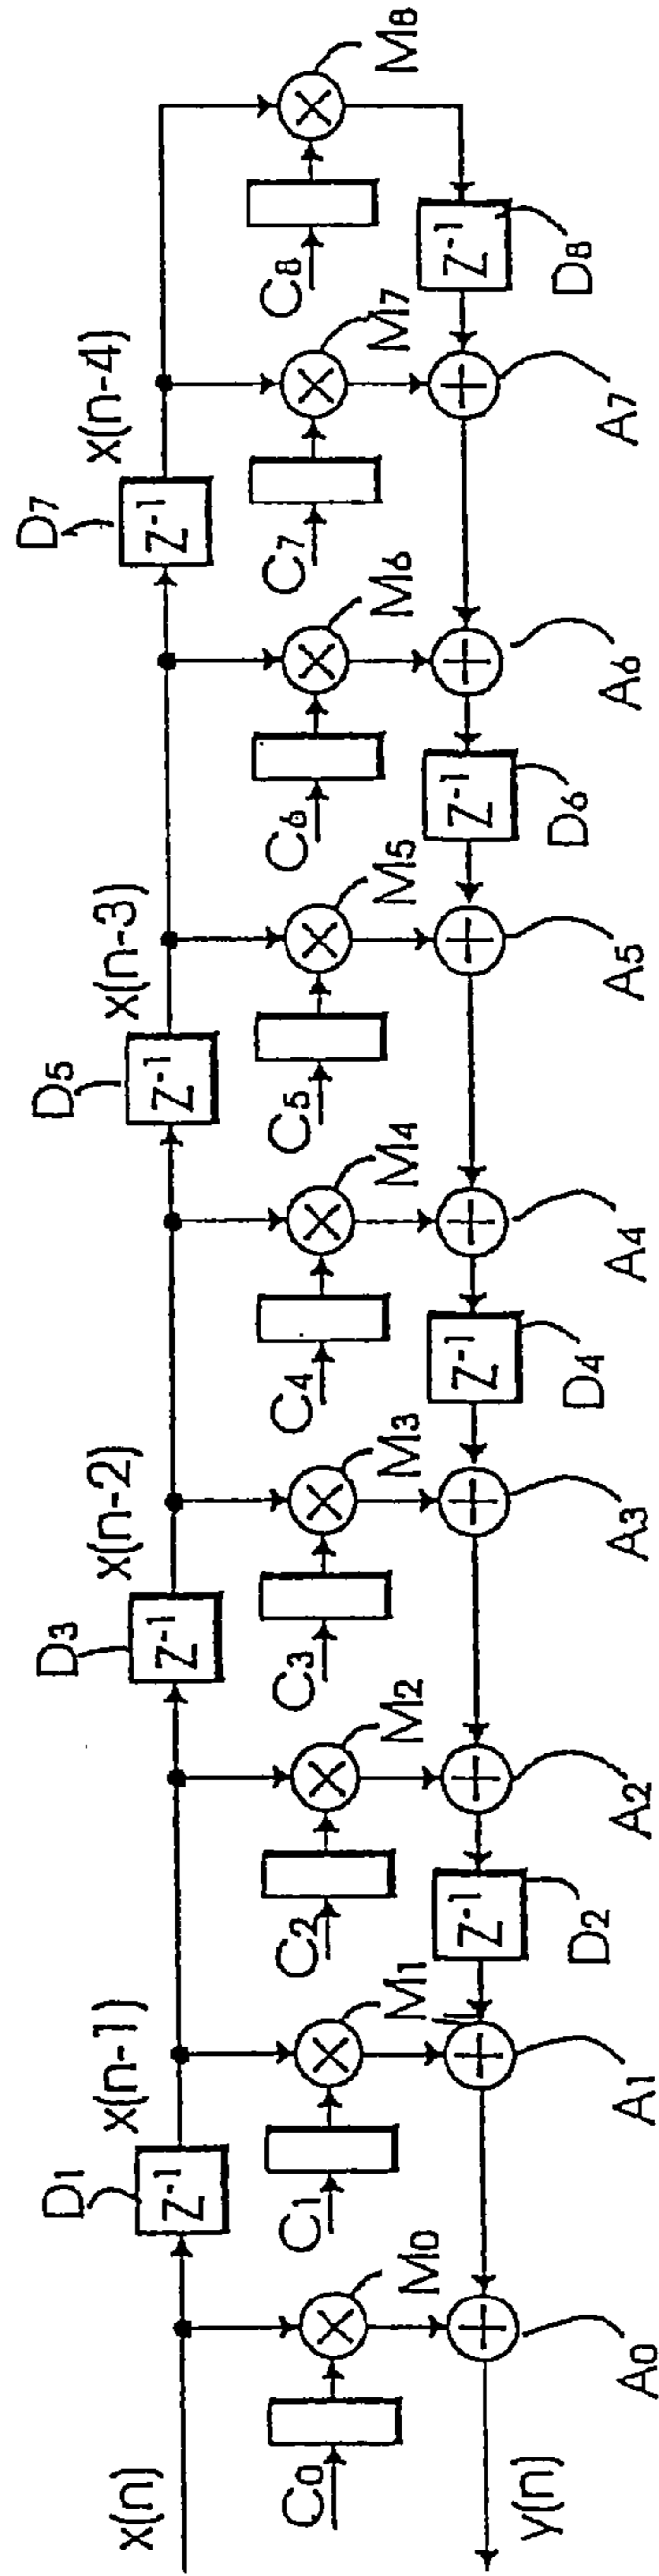 D1 D3 D5 D7
Z-1 Z-1 Z-1 Z-1
x(n) x(n-1) x(n-2) x(n-3) x(n-4)
C0 C1 C2 C3 C4 C5 C6 C7 C8
M0 M1 M2 M3 M4 M5 M6 M7 M8
Z-1 Z-1 Z-1 Z-1
y(n)
D2 D4 D6 D8
A0 A1 A2 A3 A4 A5 A6 A7